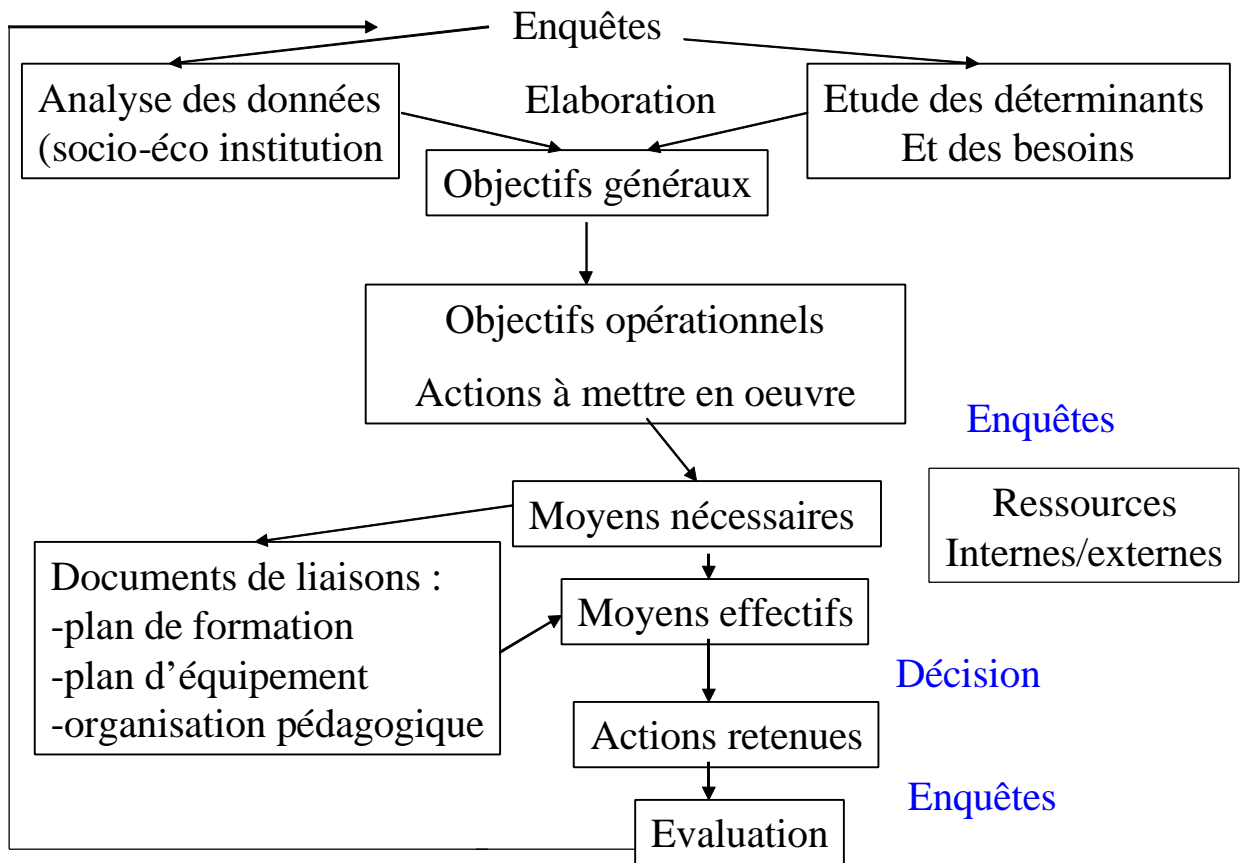 Enquêtes
Analyse des données
(socio-éco institution
Elaboration
Etude des déterminants
Et des besoins
Objectifs généraux
Objectifs opérationnels
Actions à mettre en oeuvre
Enquêtes
Moyens nécessaires
Ressources
Internes/externes
Documents de liaisons :
-plan de formation
-plan d’équipement
-organisation pédagogique
Moyens effectifs
Décision
Actions retenues
Enquêtes
Evaluation